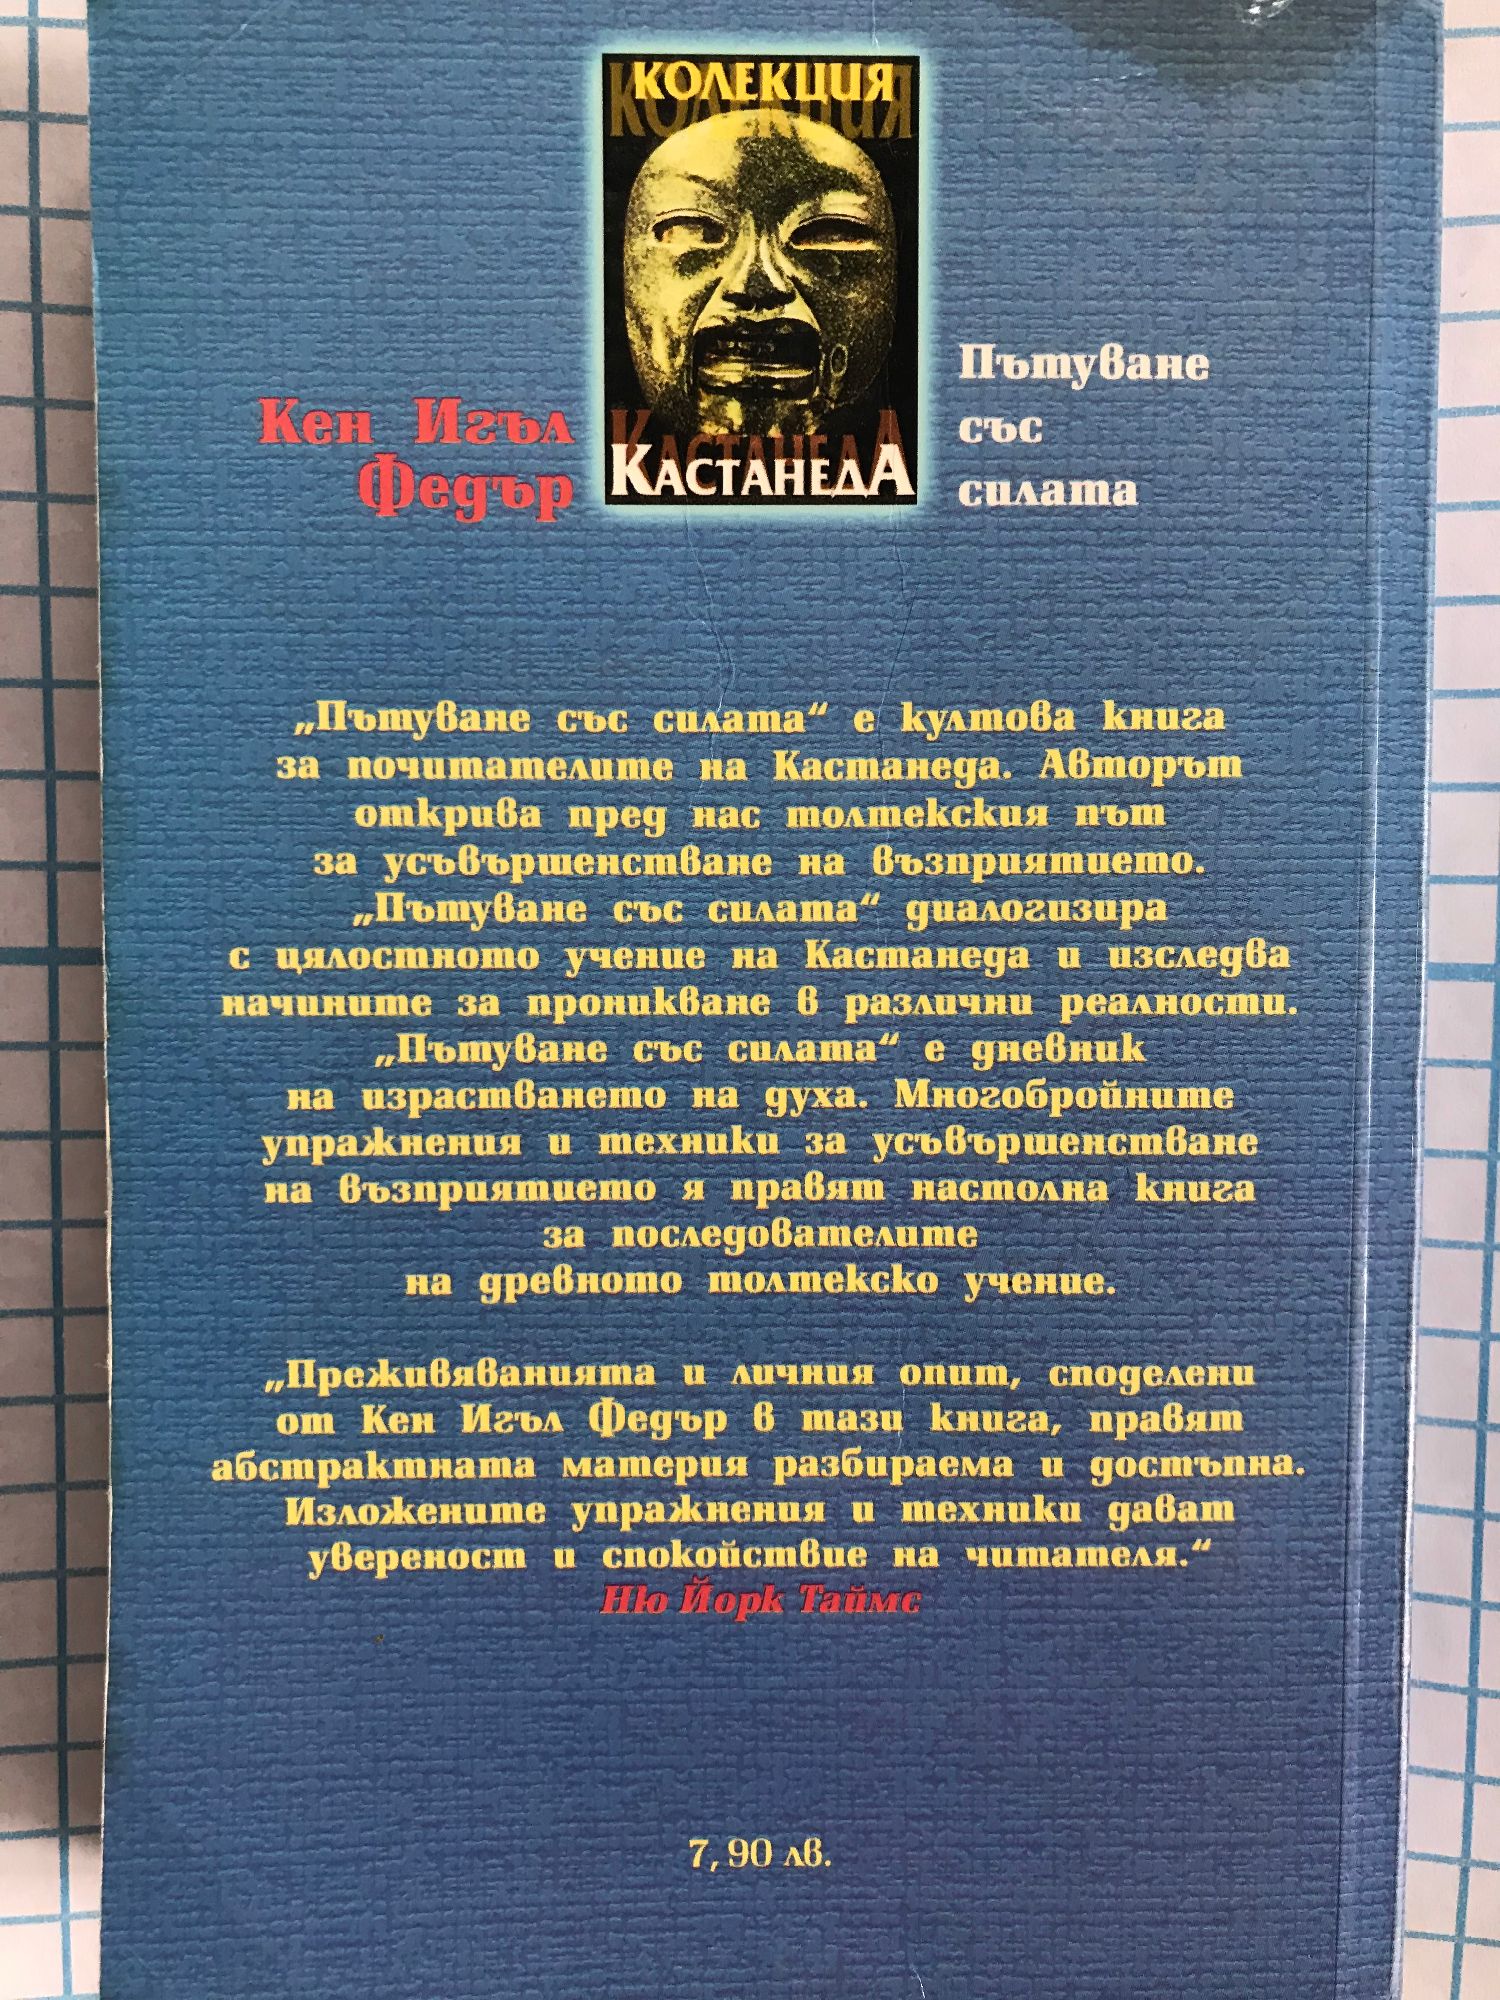 КОЛЕКЦИЯ
КАСТАНЕДА
Кен Игъл
Федър
Пътуване
със
силата
„Пътуване със силата“ е култова книга
за почитателите на Кастанеда. Авторът
открива пред нас толтекския път
за усъвършенстване на възприятието.
„Пътуване със силата“ диалогизира
с цялостното учение на Кастанеда и изследва
начините за проникване в различни реалности.
„Пътуване със силата“ е дневник
на израстването на духа. Многобройните
упражнения и техники за усъвършенстване
на възприятието я правят настолна книга
за последователите
на древното толтекско учение.
„Преживяванията и личния опит, споделени
от Кен Игъл Федър в тази книга, правят
абстрактната материя разбираема и достъпна.
Изложените упражнения и техники дават
увереност и спокойствие на читателя.“
Ню Йорк Таймс
7,90 лв.